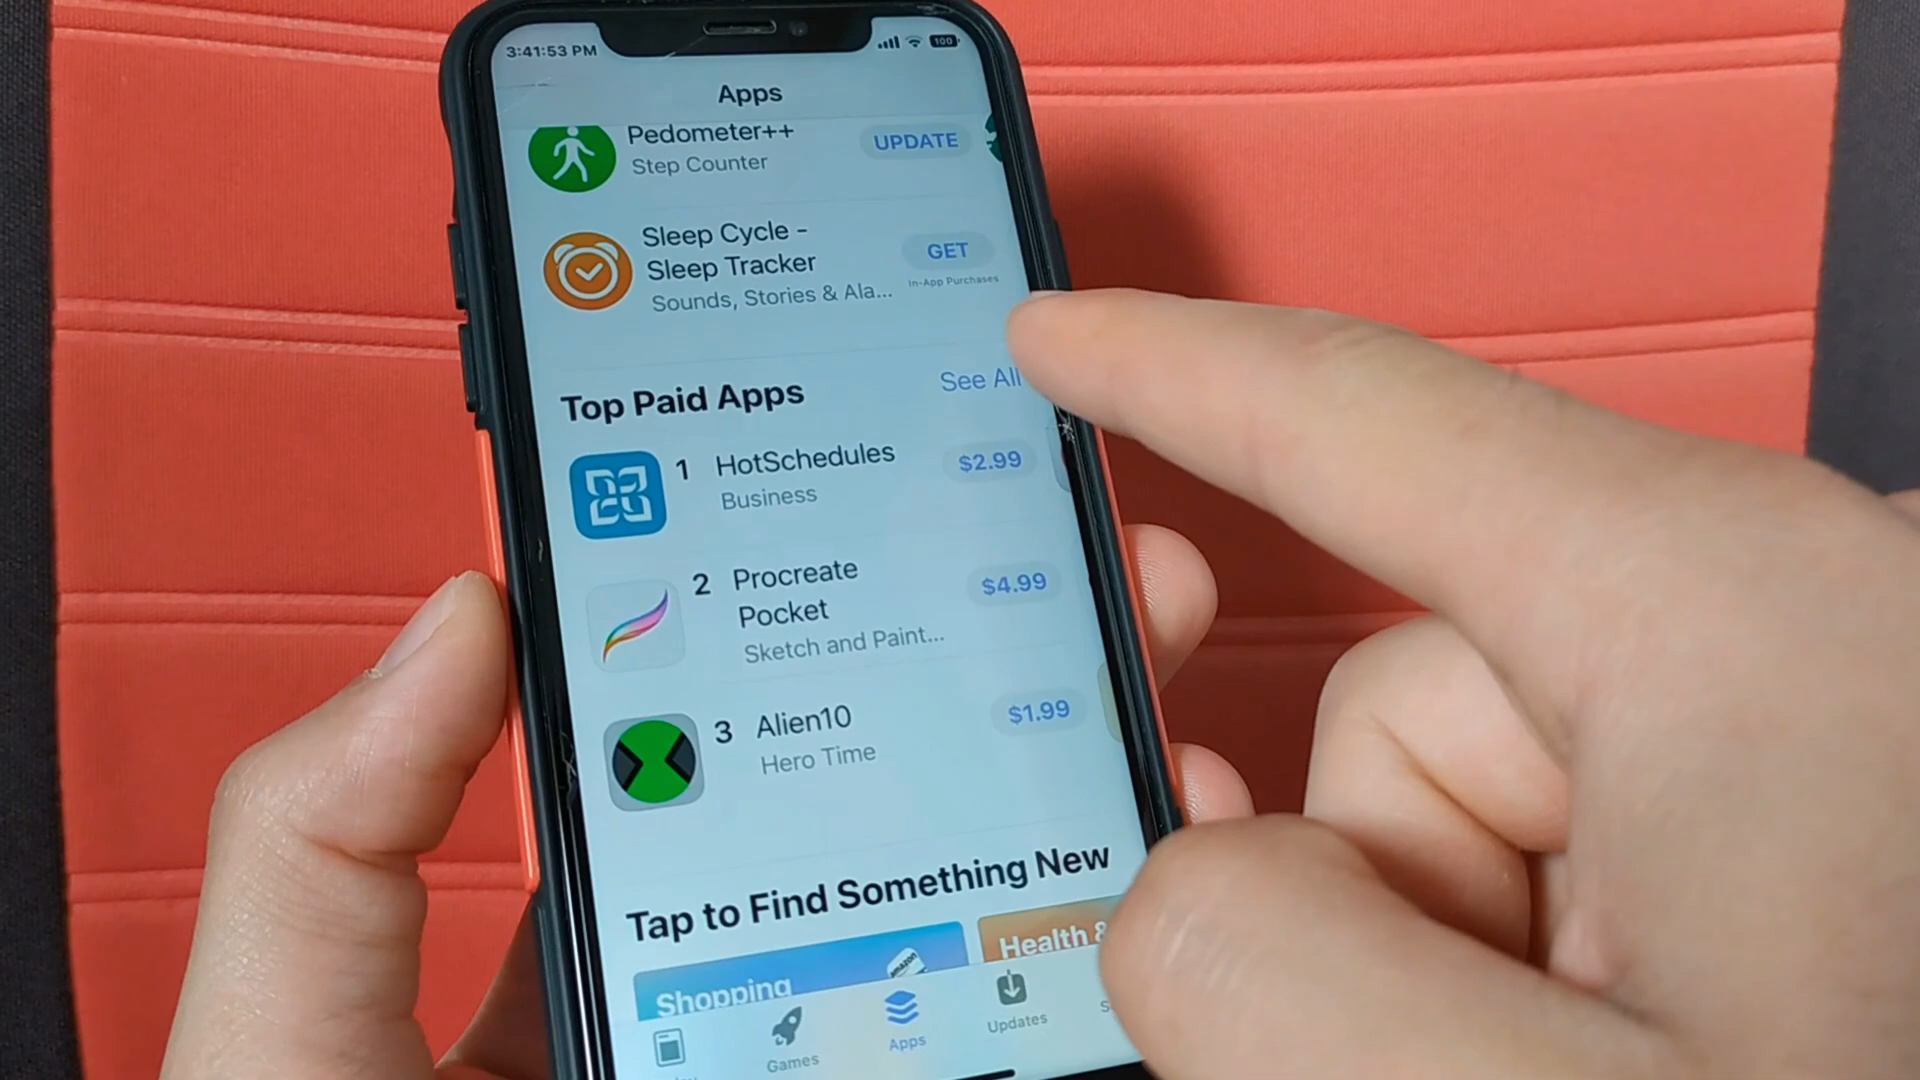 3:41:53 PM
100
Apps
Pedometer++
Step Counter
UPDATE
Sleep Cycle -
Sleep Tracker
Sounds, Stories & Ala...
GET
In-App Purchases
Top Paid Apps
See All
1 HotSchedules
Business
$2.99
2 Procreate
Pocket
Sketch and Paint...
$4.99
3 Alien10
Hero Time
$1.99
Tap to Find Something New
Shopping
amazon
Health &
Games
Apps
Updates